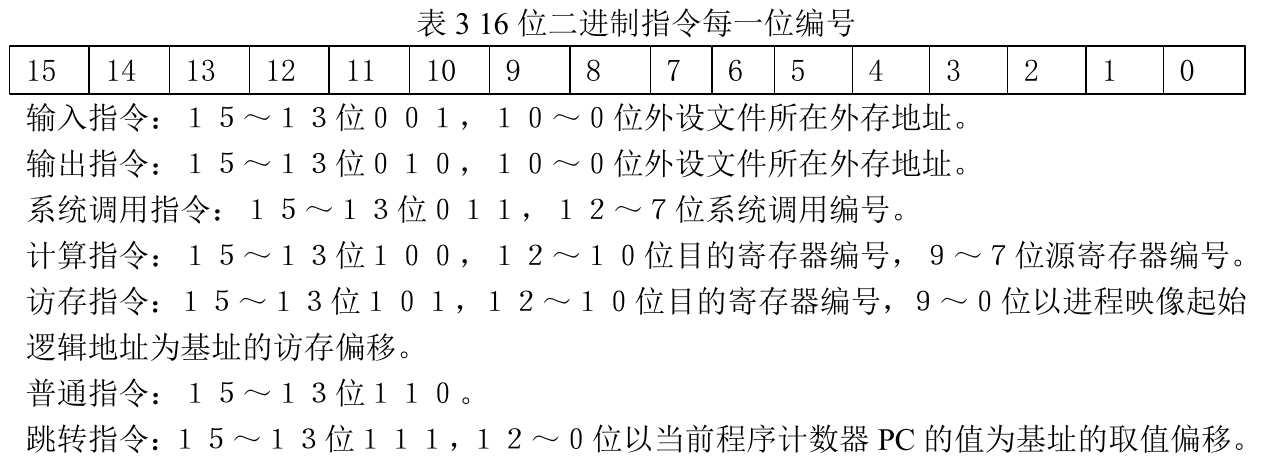 表 3 16 位二进制指令每一位编号
15 14 13 12 11 10 9 8 7 6 5 4 3 2 1 0
输入指令：１５～１３位００１，１０～０位外设文件所在外存地址。
输出指令：１５～１３位０１０，１０～０位外设文件所在外存地址。
系统调用指令：１５～１３位０１１，１２～７位系统调用编号。
计算指令：１５～１３位１００，１２～１０位目的寄存器编号，９～７位源寄存器编号。
访存指令：１５～１３位１０１，１２～１０位目的寄存器编号，９～０位以进程映像起始
逻辑地址为基址的访存偏移。
普通指令：１５～１３位１１０。
跳转指令：１５～１３位１１１，１２～０位以当前程序计数器 PC 的值为基址的取值偏移。